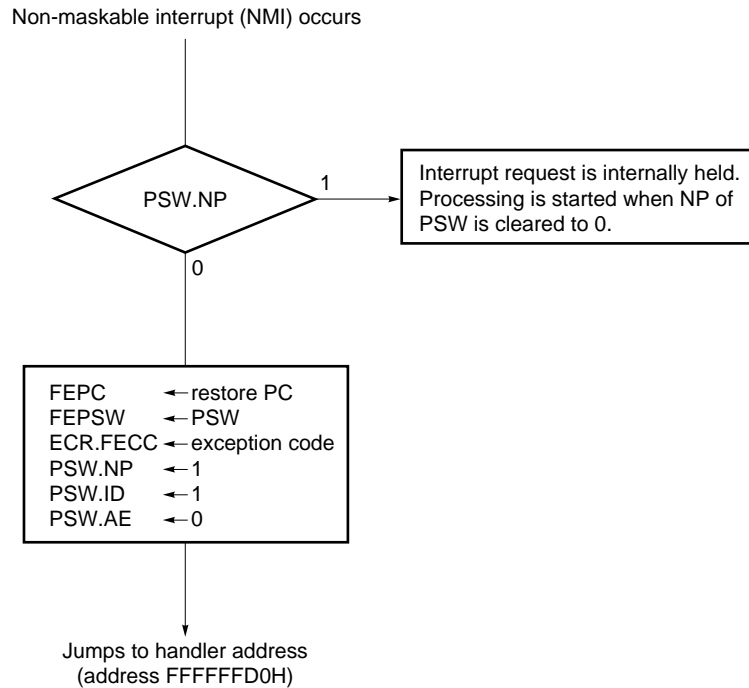 Non-maskable interrupt (NMI) occurs
PSW.NP
1
Interrupt request is internally held.
Processing is started when NP of
PSW is cleared to 0.
0
FEPC ← restore PC
FEPSW ← PSW
ECR.FECC ← exception code
PSW.NP ← 1
PSW.ID ← 1
PSW.AE ← 0
Jumps to handler address
(address FFFFFFD0H)